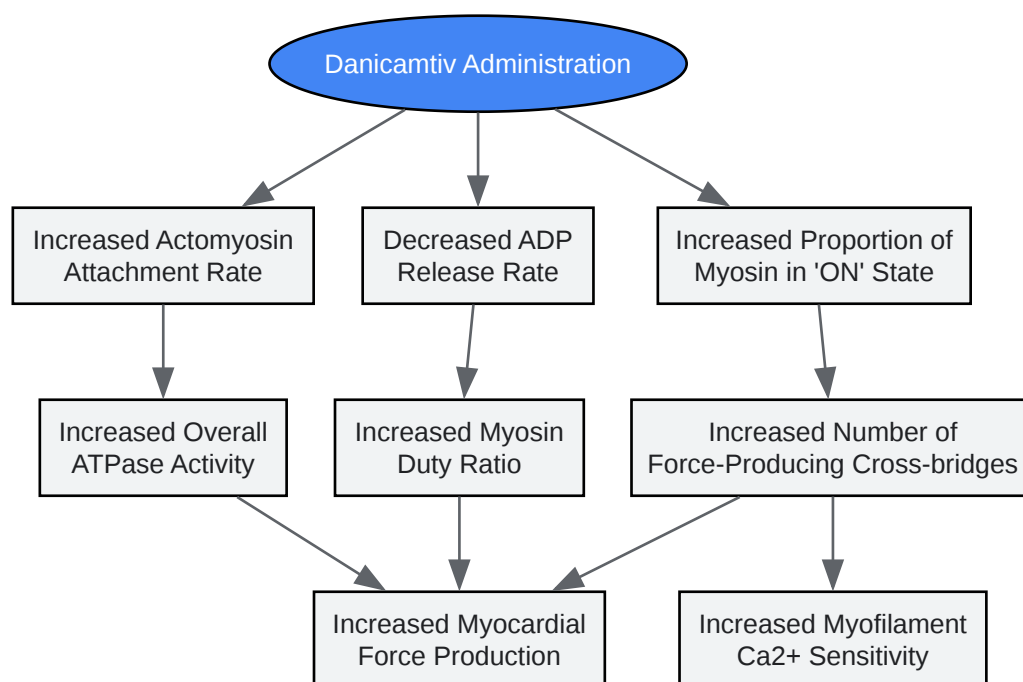 Danicamtiv Administration
Increased Actomyosin
Attachment Rate
Decreased ADP
Release Rate
Increased Proportion of
Myosin in 'ON' State
Increased Overall
ATPase Activity
Increased Myosin
Duty Ratio
Increased Number of
Force-Producing Cross-bridges
Increased Myocardial
Force Production
Increased Myofilament
Ca2+ Sensitivity